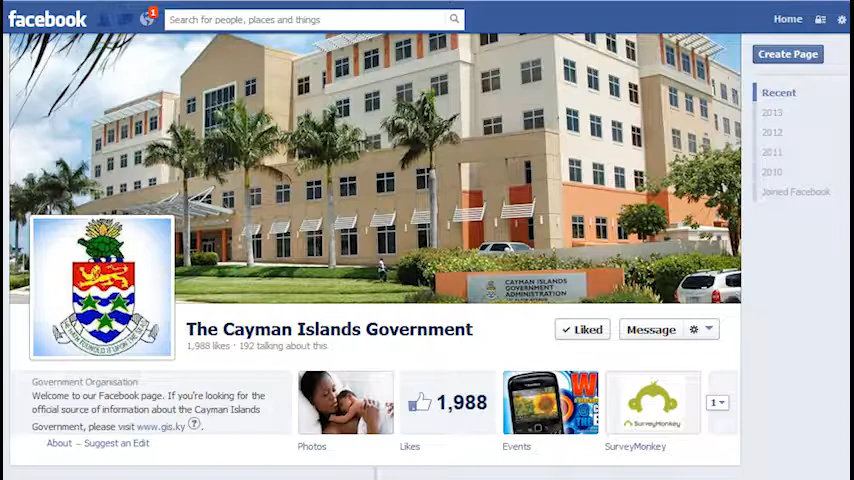 facebook
1
Search for people, places and things
Home
Create Page
Recent
2013
2012
2011
2010
Joined Facebook
CAYMAN ISLANDS
GOVERNMENT
ADMINISTRATION
The Cayman Islands Government
1,988 likes · 192 talking about this
Liked
Message
Government Organisation
Welcome to our Facebook page. If you're looking for the
official source of information about the Cayman Islands
Government, please visit www.gis.ky ?.
About – Suggest an Edit
1,988
SurveyMonkey
1
Photos
Likes
Events
SurveyMonkey